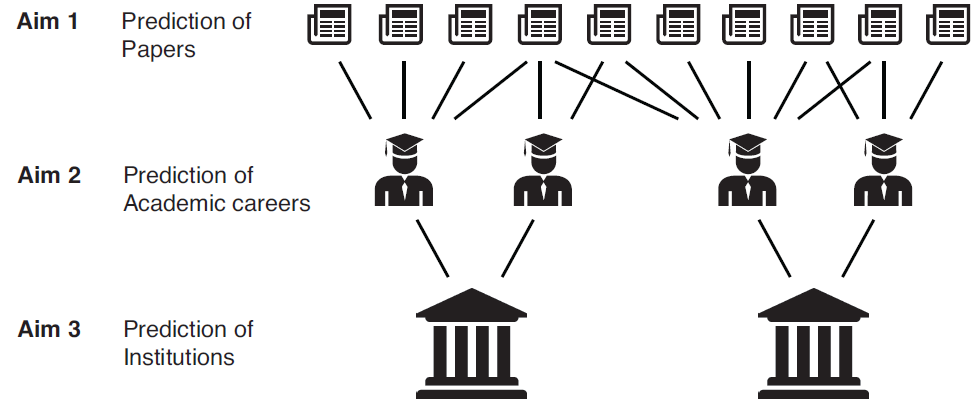 Aim 1 Prediction of
Papers
Aim 2 Prediction of
Academic careers
Aim 3 Prediction of
Institutions